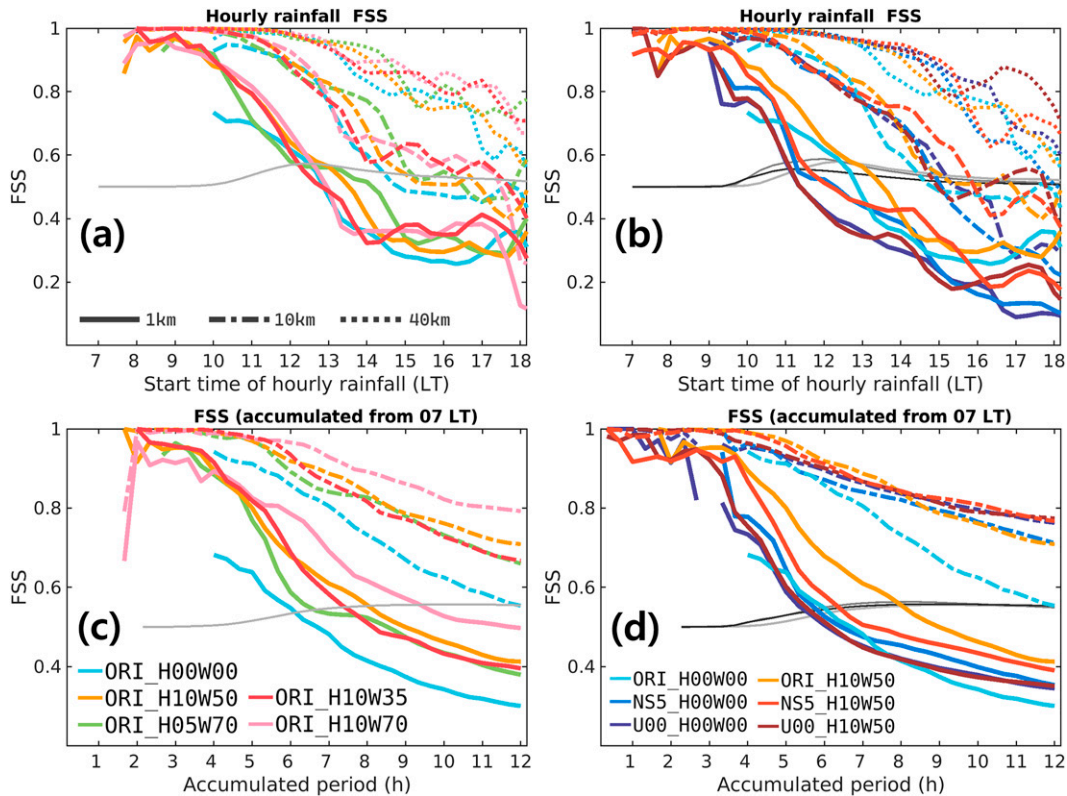 Hourly rainfall FSS
1
0.8
0.6
0.4
0.2
FSS
(a)
1km 10km 40km
7 8 9 10 11 12 13 14 15 16 17 18
Start time of hourly rainfall (LT)
Hourly rainfall FSS
1
0.8
0.6
0.4
0.2
FSS
(b)
7 8 9 10 11 12 13 14 15 16 17 18
Start time of hourly rainfall (LT)
FSS (accumulated from 07 LT)
1
0.8
0.6
0.4
FSS
(c)
ORI_H00W00
ORI_H10W50 ORI_H10W35
ORI_H05W70 ORI_H10W70
1 2 3 4 5 6 7 8 9 10 11 12
Accumulated period (h)
FSS (accumulated from 07 LT)
1
0.8
0.6
0.4
FSS
(d)
ORI_H00W00 ORI_H10W50
NS5_H00W00 NS5_H10W50
U00_H00W00 U00_H10W50
1 2 3 4 5 6 7 8 9 10 11 12
Accumulated period (h)